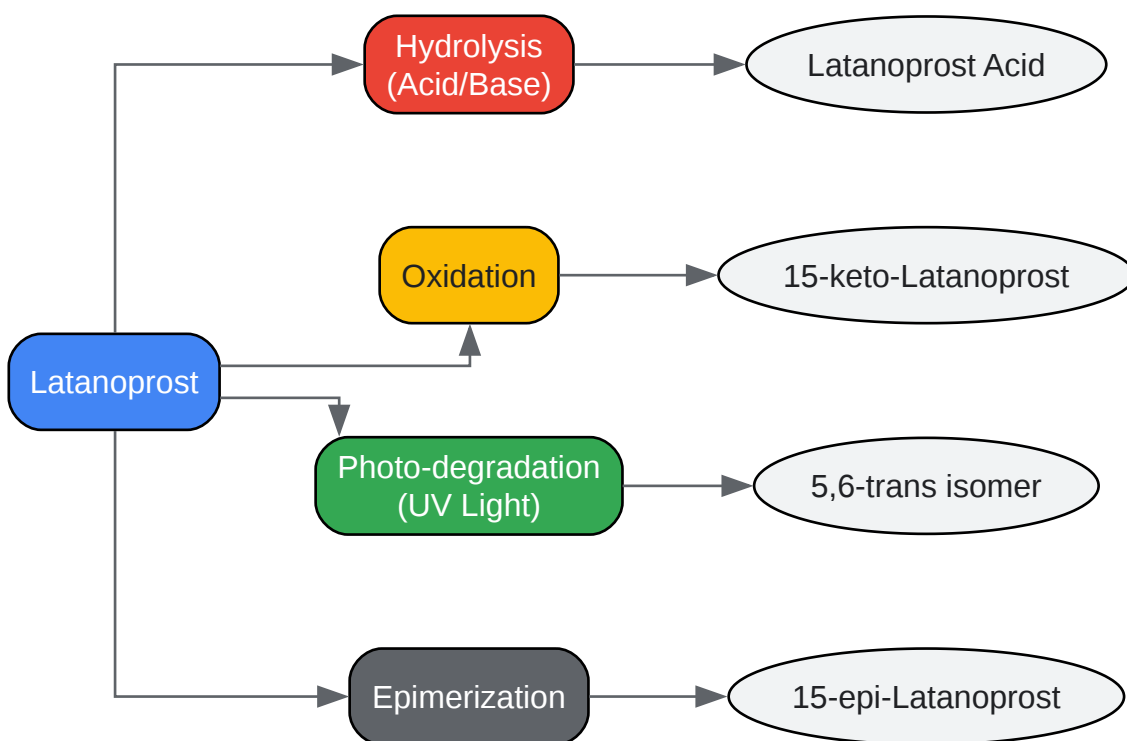 Hydrolysis
(Acid/Base)
Latanoprost Acid
Oxidation
15-keto-Latanoprost
Latanoprost
Photo-degradation
(UV Light)
5,6-trans isomer
Epimerization
15-epi-Latanoprost